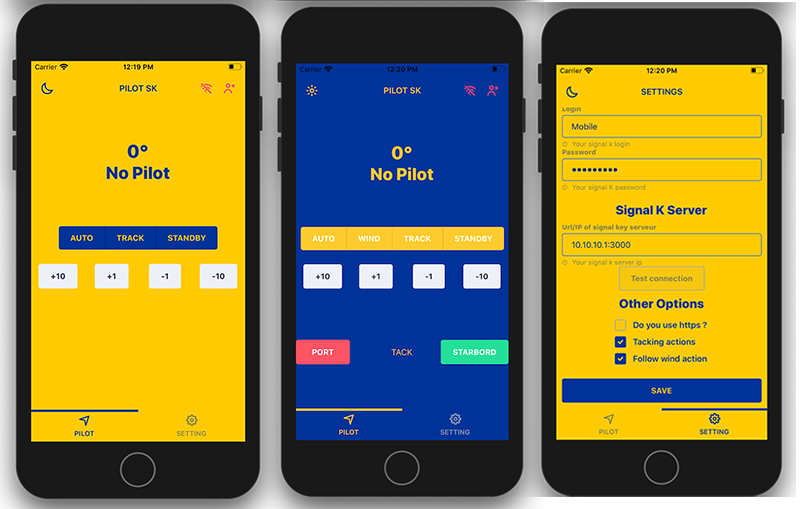 Carrier 12:19 PM
PILOT SK
0°
No Pilot
AUTO TRACK STANDBY
+10 +1 -1 -10
PILOT SETTING
Carrier 12:20 PM
PILOT SK
0°
No Pilot
AUTO WIND TRACK STANDBY
+10 +1 -1 -10
PORT TACK STARBORD
PILOT SETTING
Carrier 12:20 PM
SETTINGS
Login
Mobile
Your signal k login
Password
•••••••••
Your signal K password
Signal K Server
Url/IP of signal key serveur
10.10.10.1:3000
Your signal k server ip
Test connection
Other Options
Do you use https ?
Tacking actions
Follow wind action
SAVE
PILOT SETTING